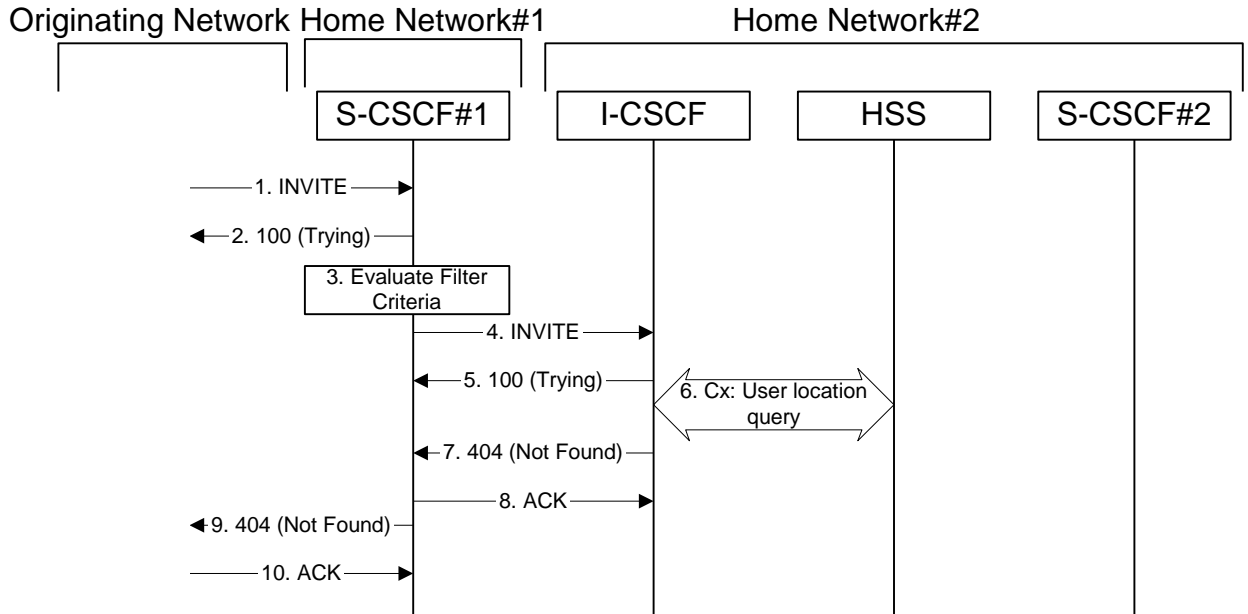 Originating Network Home Network#1 Home Network#2
S-CSCF#1 I-CSCF HSS S-CSCF#2
1. INVITE
2. 100 (Trying)
3. Evaluate Filter
Criteria
4. INVITE
5. 100 (Trying)
6. Cx: User location
query
7. 404 (Not Found)
8. ACK
9. 404 (Not Found)
10. ACK